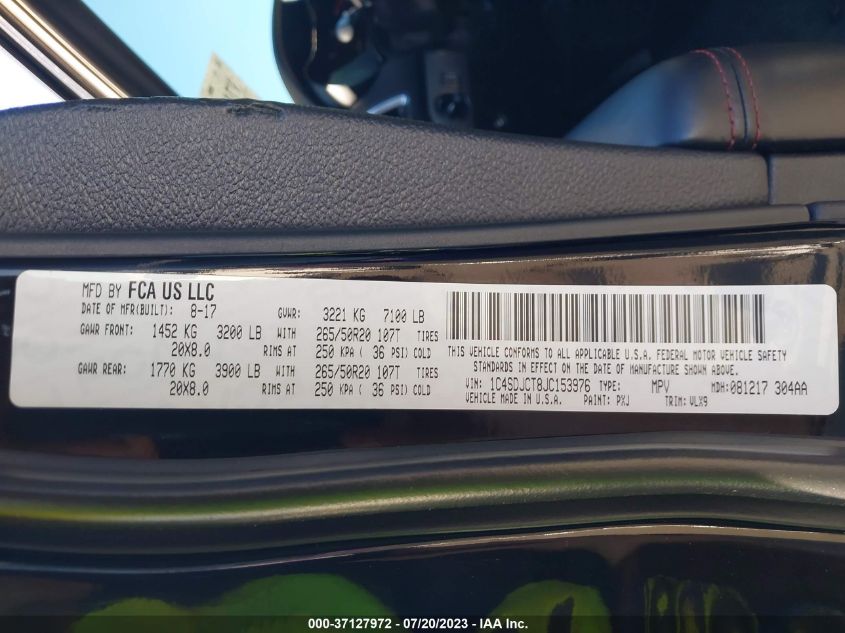 MFD BY FCA US LLC
DATE OF MFR(BUILT): 8-17 GVWR: 3221 KG 7100 LB
GAWR FRONT: 1452 KG 3200 LB WITH 265/50R20 107T TIRES
20X8.0 RIMS AT 250 KPA ( 36 PSI) COLD
GAWR REAR: 1770 KG 3900 LB WITH 265/50R20 107T TIRES
20X8.0 RIMS AT 250 KPA ( 36 PSI) COLD
THIS VEHICLE CONFORMS TO ALL APPLICABLE U.S.A. FEDERAL MOTOR VEHICLE SAFETY
STANDARDS IN EFFECT ON THE DATE OF MANUFACTURE SHOWN ABOVE.
VIN: 1C4SDJCT8JC153976 TYPE: MPV MDH:081217 304AA
VEHICLE MADE IN U.S.A. PAINT: PXJ TRIM: VLX9
000-37127972 - 07/20/2023 - IAA Inc.